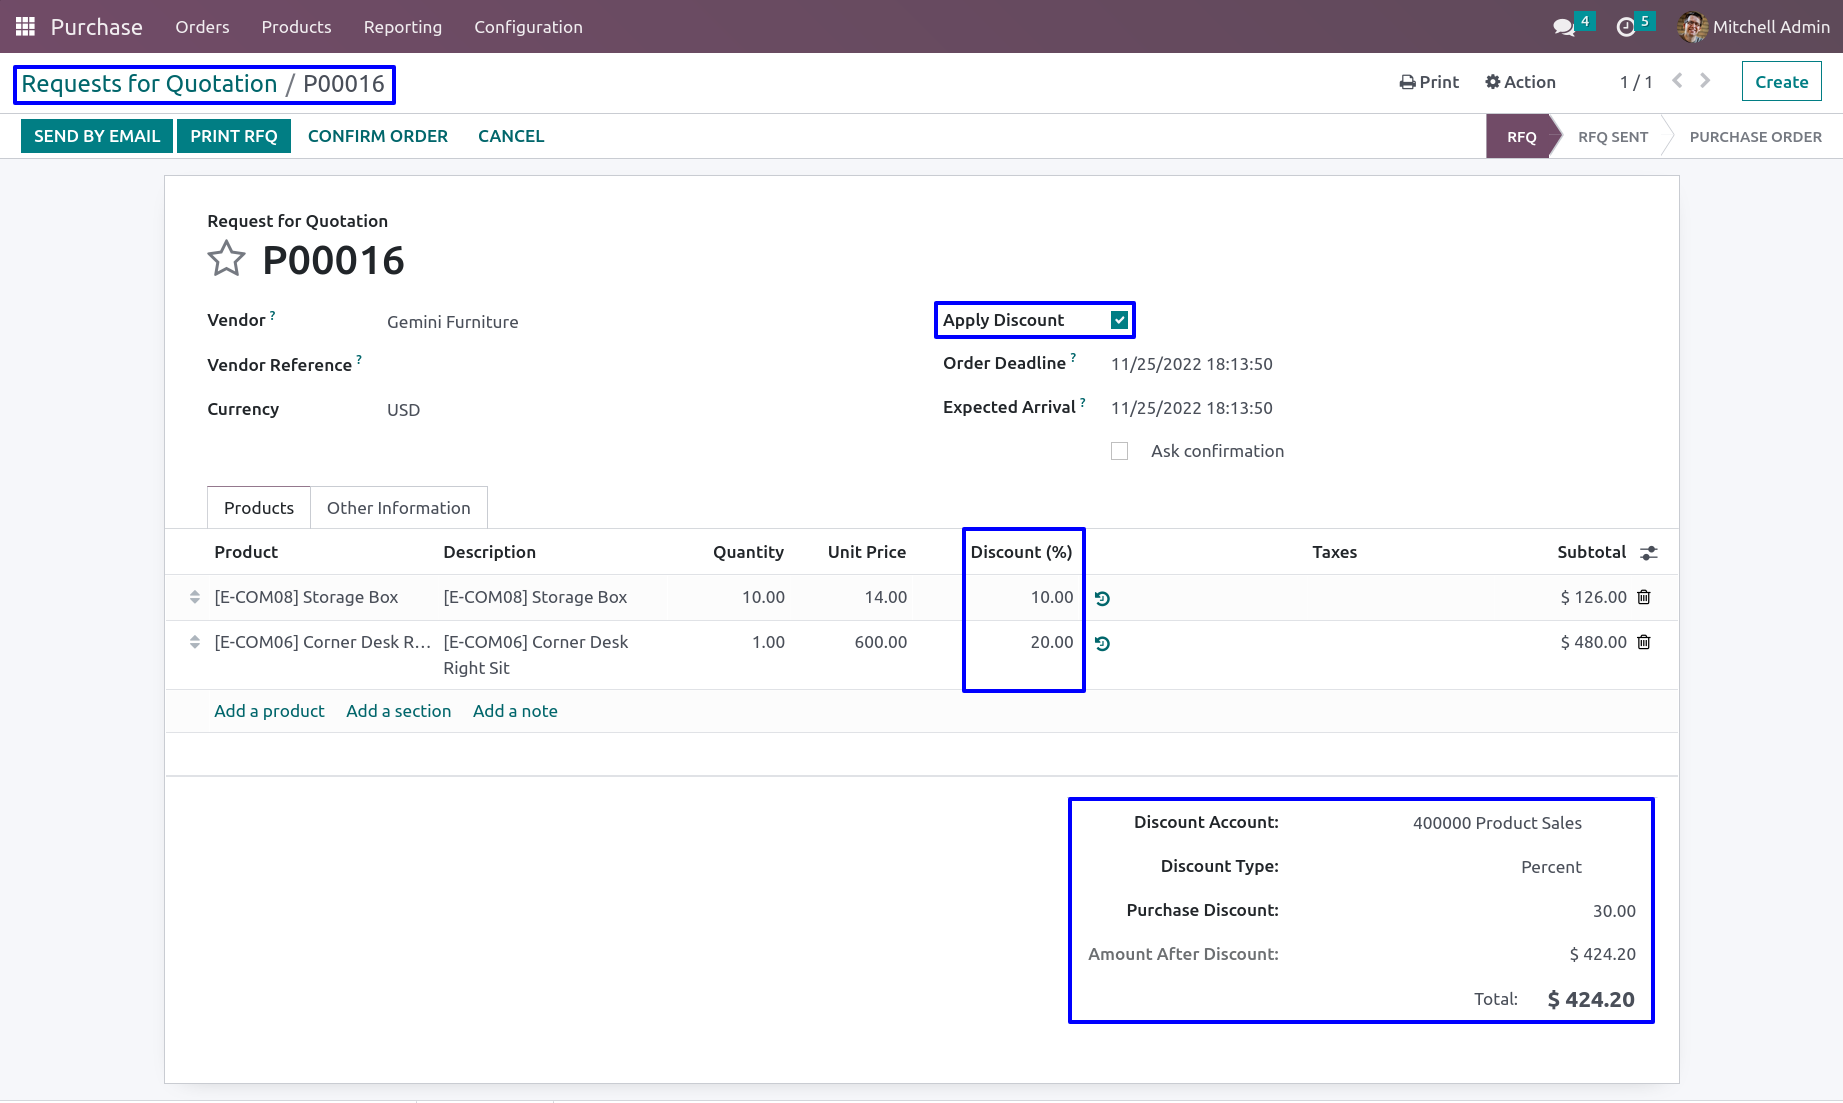 Purchase Orders Products Reporting Configuration 4 5 Mitchell Admin
Requests for Quotation / P00016 Print Action 1 / 1 Create
SEND BY EMAIL PRINT RFQ CONFIRM ORDER CANCEL RFQ RFQ SENT PURCHASE ORDER
Request for Quotation
P00016
Vendor ? Gemini Furniture Apply Discount
Vendor Reference ? Order Deadline ? 11/25/2022 18:13:50
Currency USD Expected Arrival ? 11/25/2022 18:13:50
Ask confirmation
Products Other Information
Product Description Quantity Unit Price Discount (%) Taxes Subtotal
[E-COM08] Storage Box [E-COM08] Storage Box 10.00 14.00 10.00 $ 126.00
[E-COM06] Corner Desk R... [E-COM06] Corner Desk 1.00 600.00 20.00 $ 480.00
Right Sit
Add a product Add a section Add a note
Discount Account: 400000 Product Sales
Discount Type: Percent
Purchase Discount: 30.00
Amount After Discount: $ 424.20
Total: $ 424.20